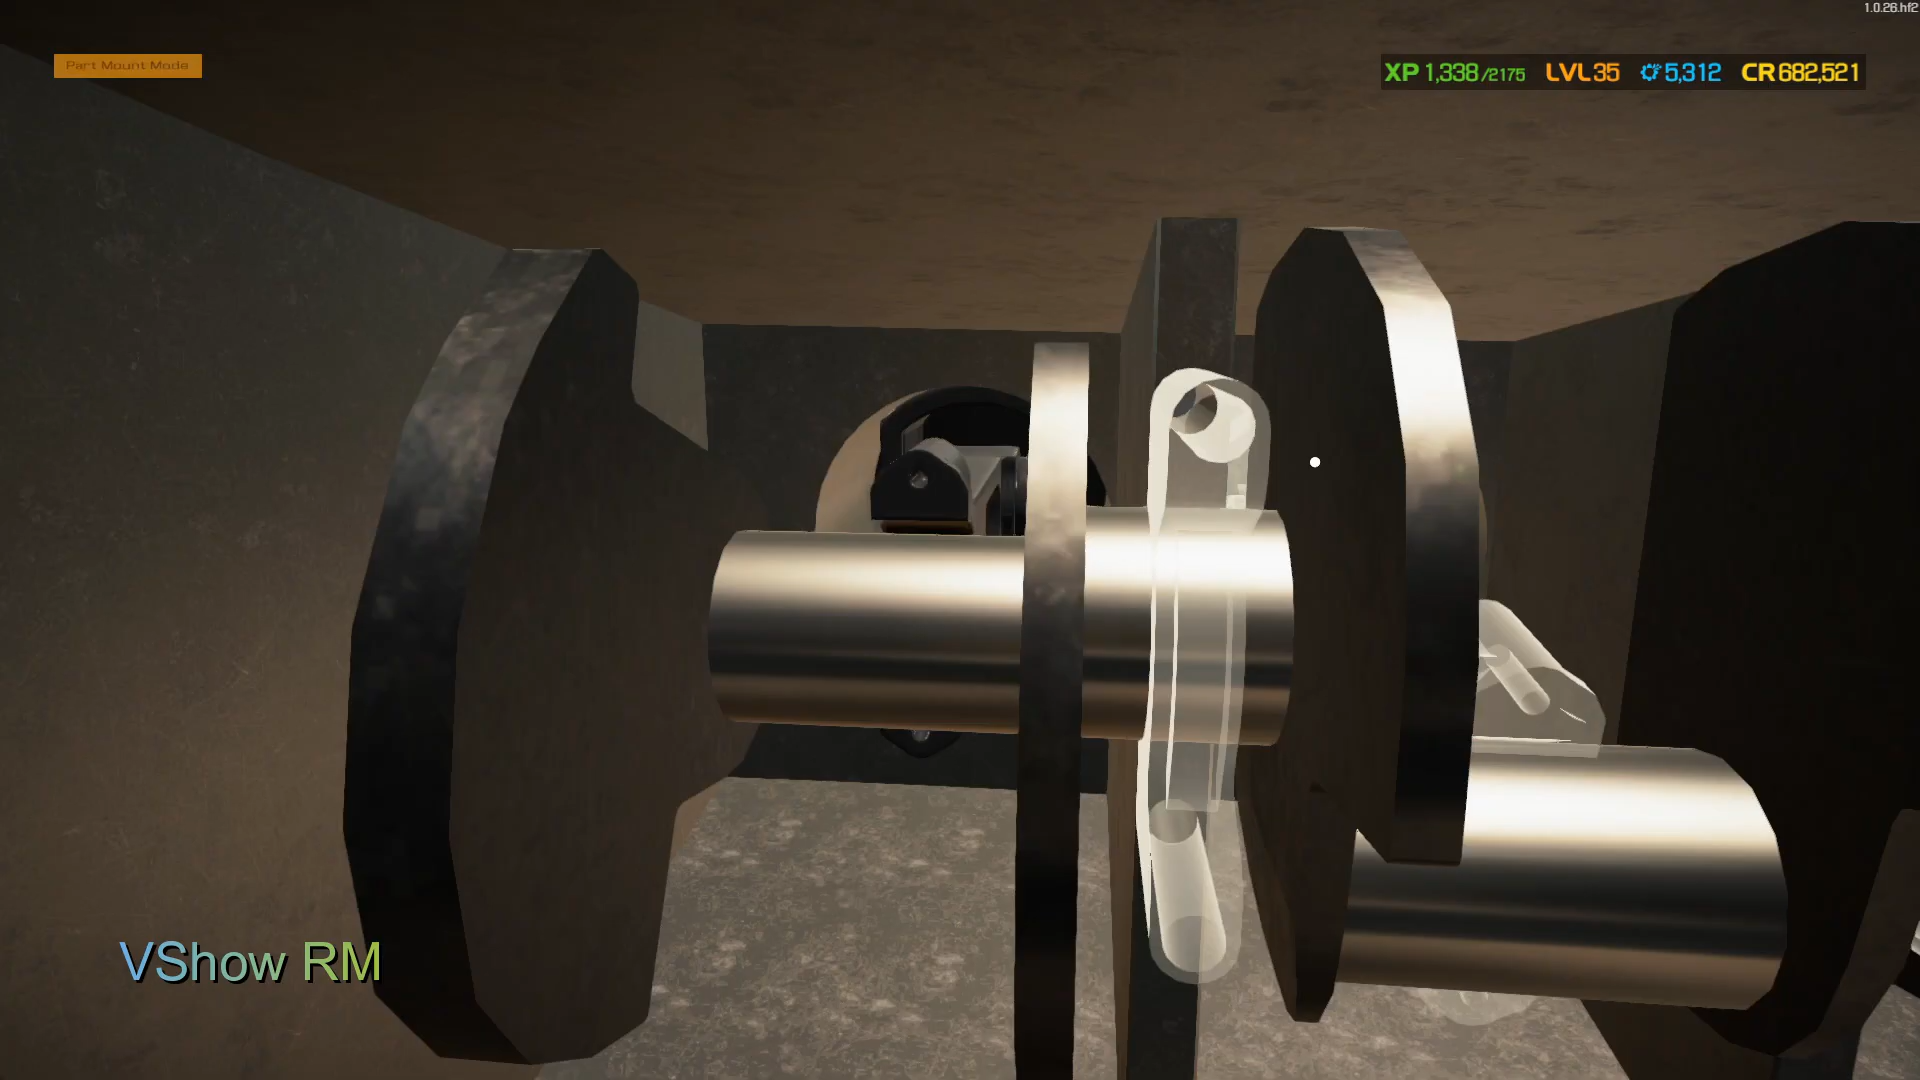 1.0.26.hf2
Part Mount Mode
XP 1,338/2175 LVL35 5,312 CR682,521
VShow RM